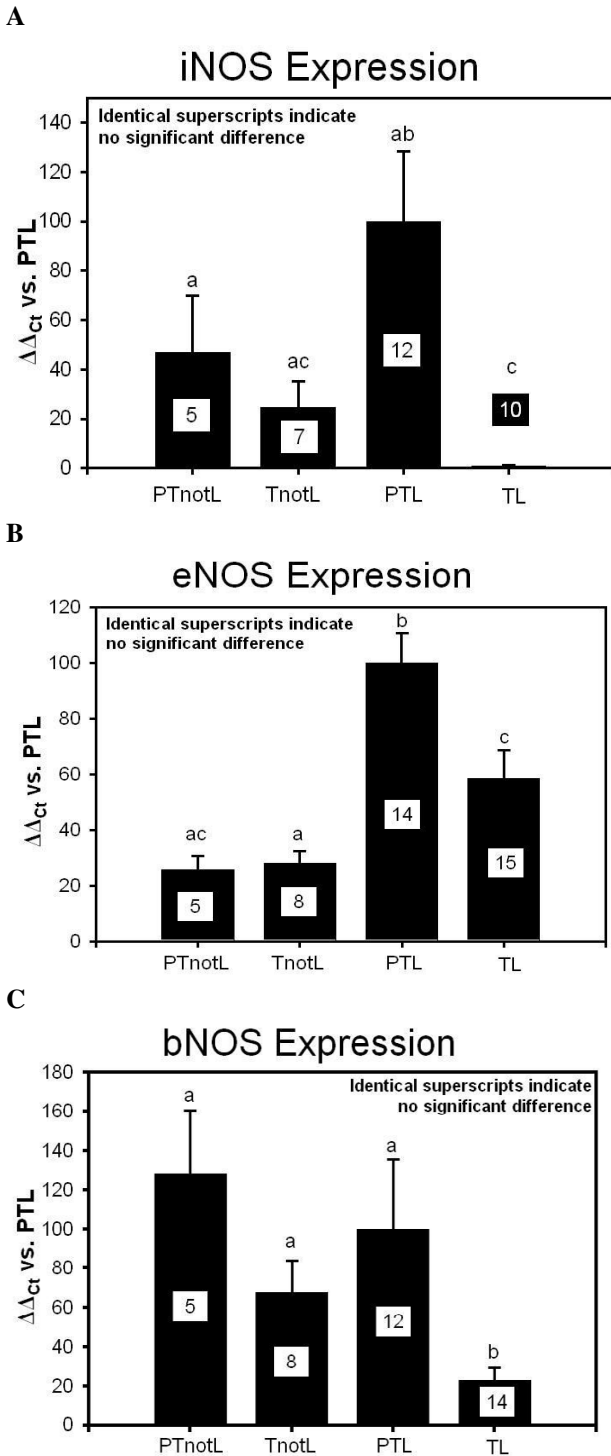 A
iNOS Expression
Identical superscripts indicate
no significant difference
ΔΔCt vs. PTL
140
120
100
80
60
40
20
0
a
ac
ab
c
5
7
12
10
PTnotL
TnotL
PTL
TL
B
eNOS Expression
Identical superscripts indicate
no significant difference
ΔΔCt vs. PTL
120
100
80
60
40
20
0
ac
a
b
c
5
8
14
15
PTnotL
TnotL
PTL
TL
C
bNOS Expression
Identical superscripts indicate
no significant difference
ΔΔCt vs. PTL
180
160
140
120
100
80
60
40
20
0
a
a
a
b
5
8
12
14
PTnotL
TnotL
PTL
TL